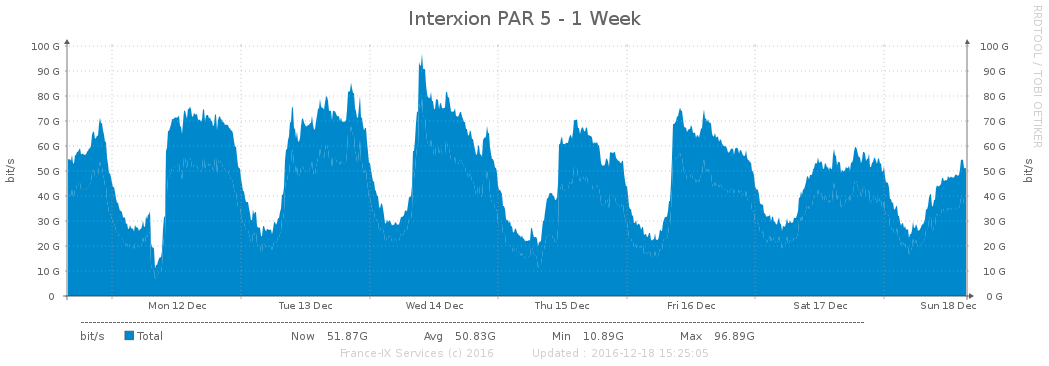 Interxion PAR 5 - 1 Week
RRDTOOL / TOBI OETIKER
bit/s
100 G
90 G
80 G
70 G
60 G
50 G
40 G
30 G
20 G
10 G
0
100 G
90 G
80 G
70 G
60 G
50 G
40 G
30 G
20 G
10 G
0 G
bit/s
Mon 12 Dec Tue 13 Dec Wed 14 Dec Thu 15 Dec Fri 16 Dec Sat 17 Dec Sun 18 Dec
bit/s Total Now 51.87G Avg 50.83G Min 10.89G Max 96.89G
France-IX Services (c) 2016 Updated : 2016-12-18 15:25:05